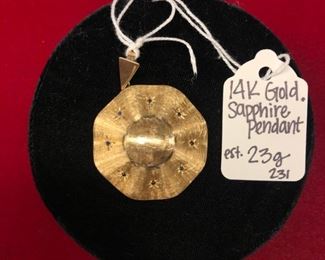 14K Gold.
Sapphire
Pendant
est. 23g
231